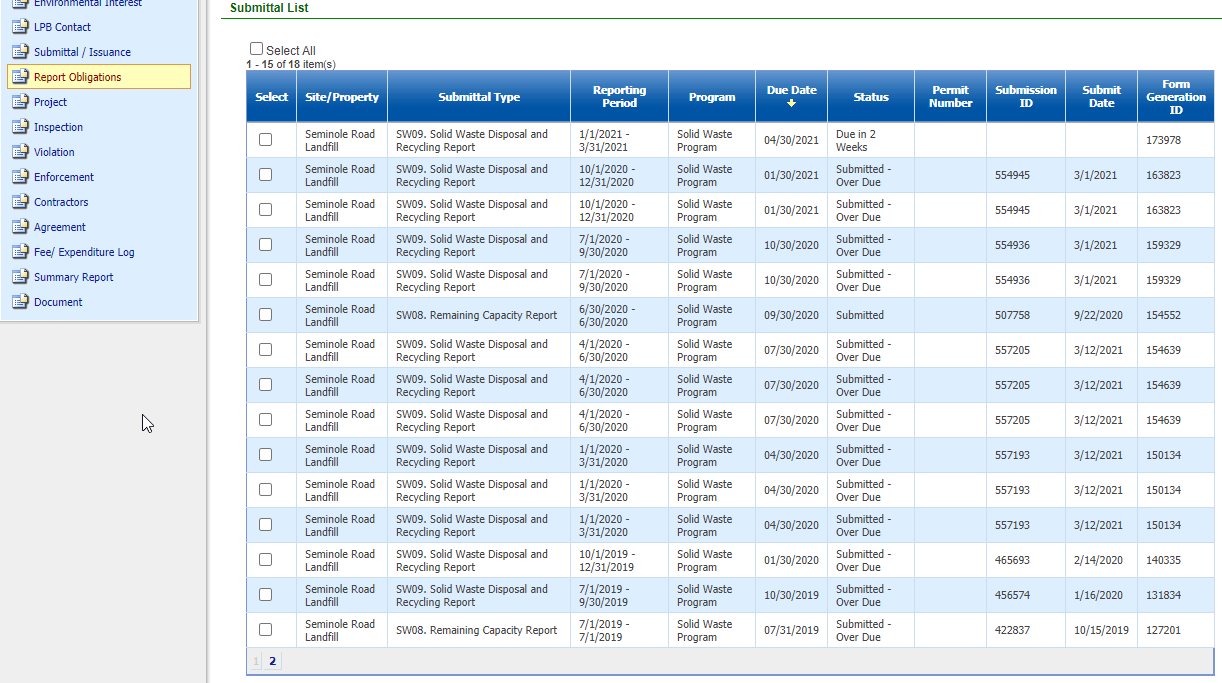 Environmental Interest
LPB Contact
Submittal / Issuance
Report Obligations
Project
Inspection
Violation
Enforcement
Contractors
Agreement
Fee/ Expenditure Log
Summary Report
Document
Submittal List
Select All
1 - 15 of 18 item(s)
Select Site/Property Submittal Type Reporting Period Program Due Date Status Permit Number Submission ID Submit Date Form Generation ID
Seminole Road Landfill SW09. Solid Waste Disposal and Recycling Report 1/1/2021 - 3/31/2021 Solid Waste Program 04/30/2021 Due in 2 Weeks 173978
Seminole Road Landfill SW09. Solid Waste Disposal and Recycling Report 10/1/2020 - 12/31/2020 Solid Waste Program 01/30/2021 Submitted - Over Due 554945 3/1/2021 163823
Seminole Road Landfill SW09. Solid Waste Disposal and Recycling Report 10/1/2020 - 12/31/2020 Solid Waste Program 01/30/2021 Submitted - Over Due 554945 3/1/2021 163823
Seminole Road Landfill SW09. Solid Waste Disposal and Recycling Report 7/1/2020 - 9/30/2020 Solid Waste Program 10/30/2020 Submitted - Over Due 554936 3/1/2021 159329
Seminole Road Landfill SW09. Solid Waste Disposal and Recycling Report 7/1/2020 - 9/30/2020 Solid Waste Program 10/30/2020 Submitted - Over Due 554936 3/1/2021 159329
Seminole Road Landfill SW08. Remaining Capacity Report 6/30/2020 - 6/30/2020 Solid Waste Program 09/30/2020 Submitted 507758 9/22/2020 154552
Seminole Road Landfill SW09. Solid Waste Disposal and Recycling Report 4/1/2020 - 6/30/2020 Solid Waste Program 07/30/2020 Submitted - Over Due 557205 3/12/2021 154639
Seminole Road Landfill SW09. Solid Waste Disposal and Recycling Report 4/1/2020 - 6/30/2020 Solid Waste Program 07/30/2020 Submitted - Over Due 557205 3/12/2021 154639
Seminole Road Landfill SW09. Solid Waste Disposal and Recycling Report 4/1/2020 - 6/30/2020 Solid Waste Program 07/30/2020 Submitted - Over Due 557205 3/12/2021 154639
Seminole Road Landfill SW09. Solid Waste Disposal and Recycling Report 1/1/2020 - 3/31/2020 Solid Waste Program 04/30/2020 Submitted - Over Due 557193 3/12/2021 150134
Seminole Road Landfill SW09. Solid Waste Disposal and Recycling Report 1/1/2020 - 3/31/2020 Solid Waste Program 04/30/2020 Submitted - Over Due 557193 3/12/2021 150134
Seminole Road Landfill SW09. Solid Waste Disposal and Recycling Report 1/1/2020 - 3/31/2020 Solid Waste Program 04/30/2020 Submitted - Over Due 557193 3/12/2021 150134
Seminole Road Landfill SW09. Solid Waste Disposal and Recycling Report 10/1/2019 - 12/31/2019 Solid Waste Program 01/30/2020 Submitted - Over Due 465693 2/14/2020 140335
Seminole Road Landfill SW09. Solid Waste Disposal and Recycling Report 7/1/2019 - 9/30/2019 Solid Waste Program 10/30/2019 Submitted - Over Due 456574 1/16/2020 131834
Seminole Road Landfill SW08. Remaining Capacity Report 7/1/2019 - 7/1/2019 Solid Waste Program 07/31/2019 Submitted - Over Due 422837 10/15/2019 127201
1 2